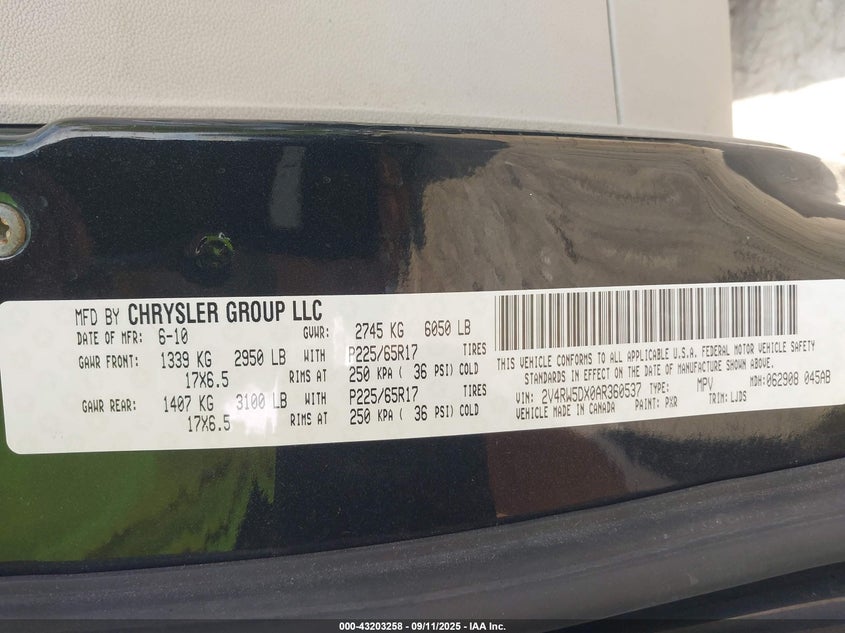 MFD BY CHRYSLER GROUP LLC
DATE OF MFR: 6-10 GVWR: 2745 KG 6050 LB
GAWR FRONT: 1339 KG 2950 LB WITH P225/65R17 TIRES
17X6.5 RIMS AT 250 KPA ( 36 PSI) COLD
GAWR REAR: 1407 KG 3100 LB WITH P225/65R17 TIRES
17X6.5 RIMS AT 250 KPA ( 36 PSI) COLD
THIS VEHICLE CONFORMS TO ALL APPLICABLE U.S.A. FEDERAL MOTOR VEHICLE SAFETY
STANDARDS IN EFFECT ON THE DATE OF MANUFACTURE SHOWN ABOVE.
VIN: 2V4RW5DX0AR360537 TYPE: MPV MDH:062908 045AB
VEHICLE MADE IN CANADA PAINT: PXR TRIM: LJDS
000-43203258 - 09/11/2025 - IAA Inc.